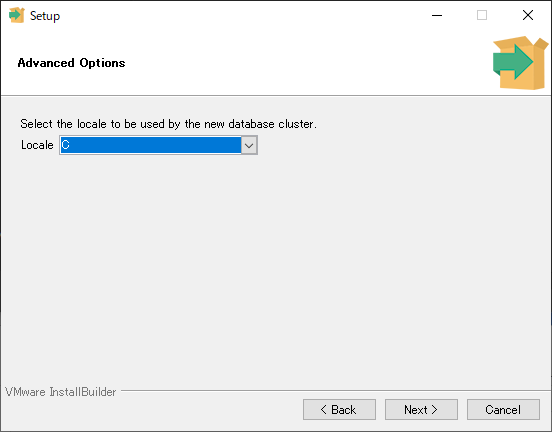 Setup
Advanced Options
Select the locale to be used by the new database cluster.
Locale C
VMware InstallBuilder
< Back Next > Cancel